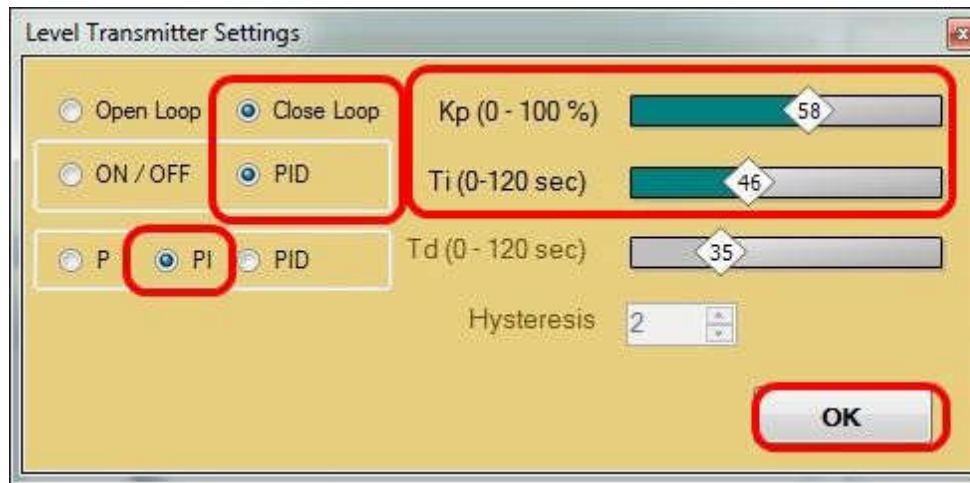 Level Transmitter Settings
x
Open Loop Close Loop Kp (0 - 100 %) 58
ON / OFF PID Ti (0-120 sec) 46
P PI PID Td (0 - 120 sec) 35
Hysteresis 2
OK